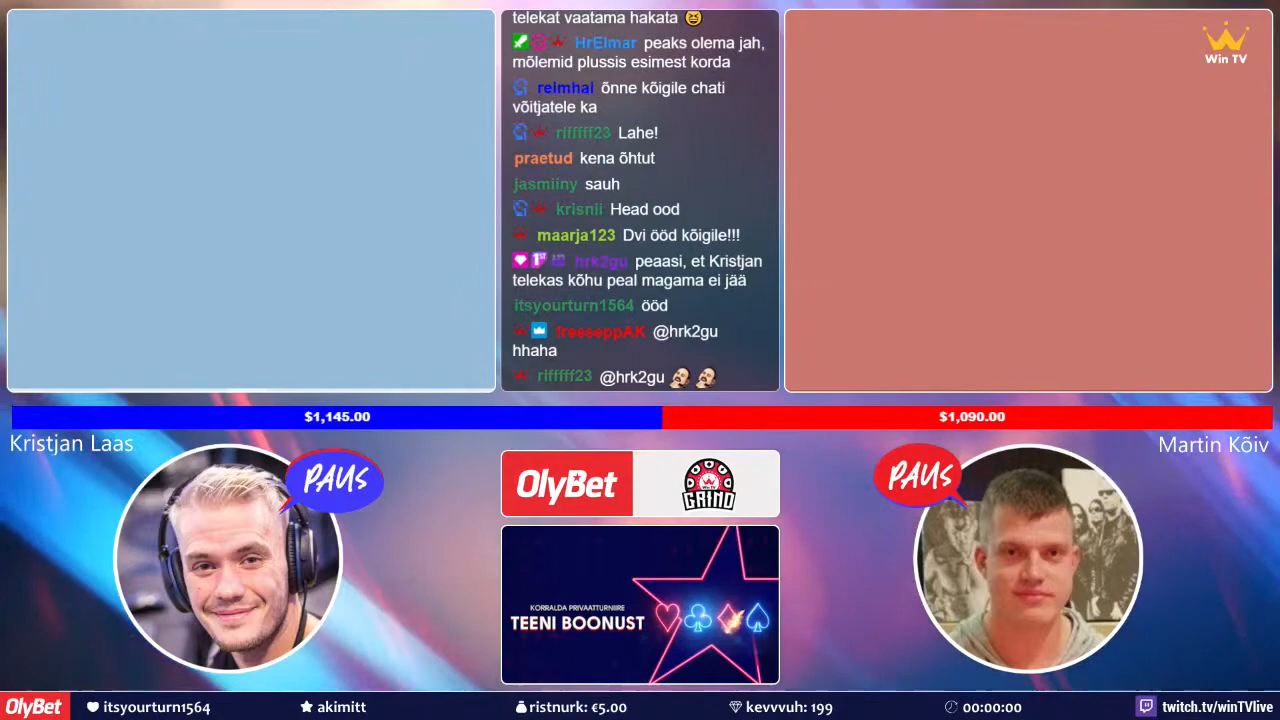 telekat vaatama hakata
HrElmar peaks olema jah,
mõlemid plussis esimest korda
reimhal õnne kõigile chati
võitjatele ka
rifffff23 Lahe!
praetud kena õhtut
jasmiiny sauh
krisnii Head ood
maarja123 Dvi ööd kõigile!!!
hrk2gu peaasi, et Kristjan
telekas kõhu peal magama ei jää
itsyourturn1564 ööd
freeseppAK @hrk2gu
hhaha
rifffff23 @hrk2gu
Win TV
$1,145.00
$1,090.00
Kristjan Laas
Martin Kõiv
PAUS
PAUS
OlyBet
Win TV
GRIND
KORRALDA PRIVAATTURNIIRE
TEENI BOONUST
OlyBet
itsyourturn1564
akimitt
ristnurk: €5.00
kevvvuh: 199
00:00:00
twitch.tv/winTVlive